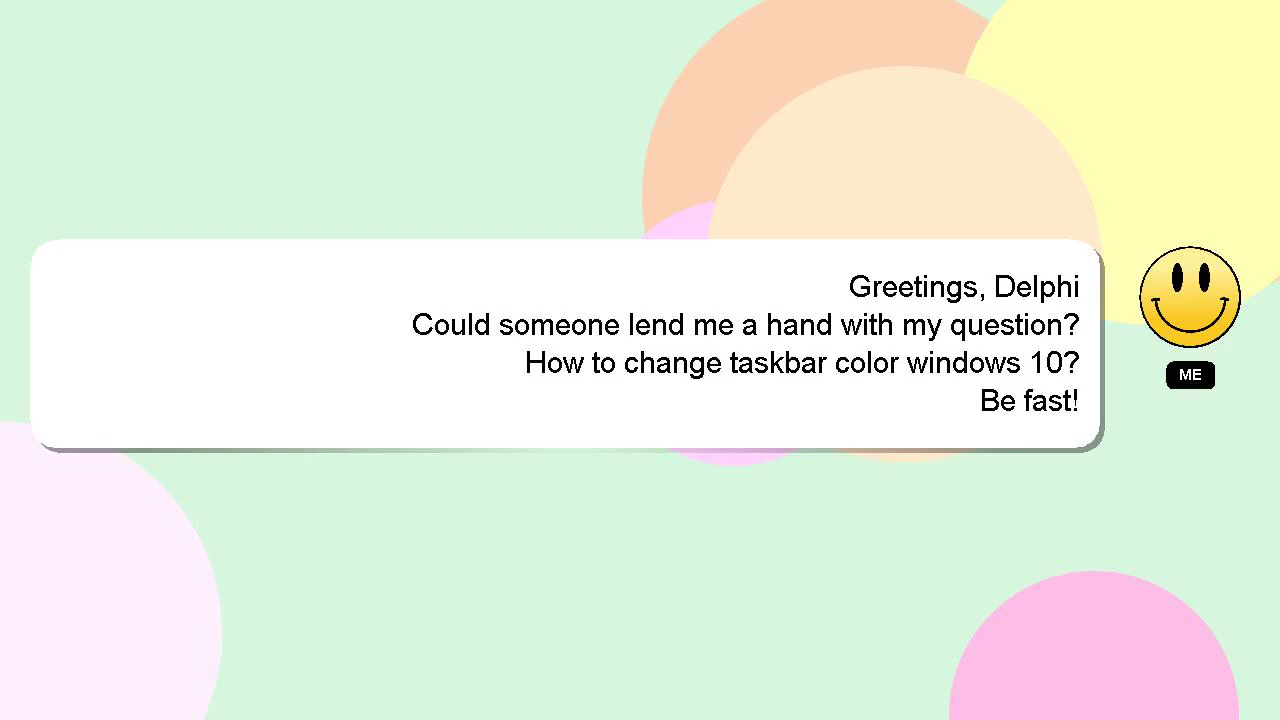 Greetings, Delphi
Could someone lend me a hand with my question?
How to change taskbar color windows 10?
Be fast!
ME